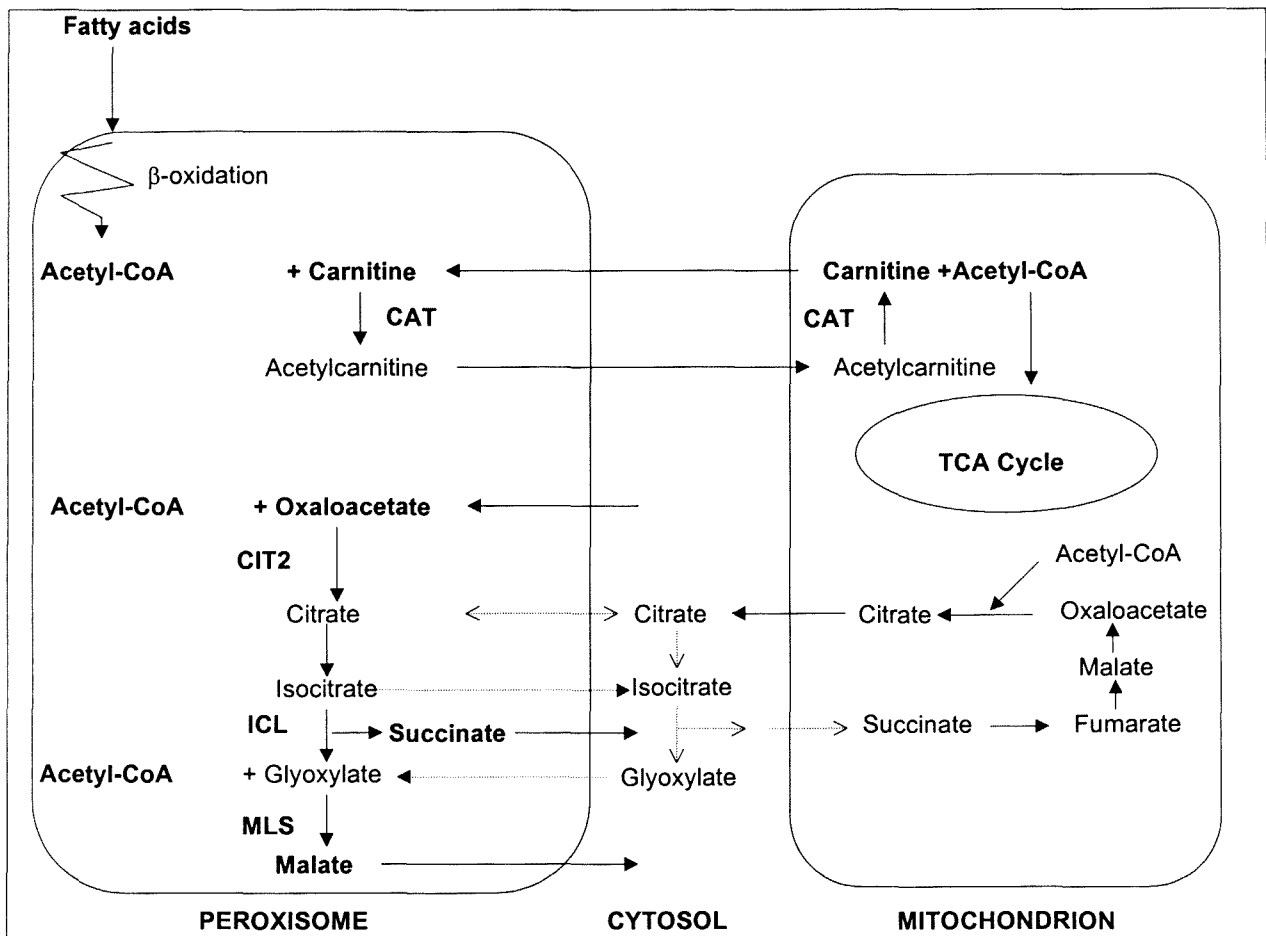 Fatty acids
β-oxidation
Acetyl-CoA + Carnitine Carnitine +Acetyl-CoA
CAT CAT
Acetylcarnitine Acetylcarnitine
TCA Cycle
Acetyl-CoA + Oxaloacetate
CIT2 Acetyl-CoA
Citrate Citrate Citrate Oxaloacetate
Malate
Isocitrate Isocitrate
ICL Succinate Succinate Fumarate
Acetyl-CoA + Glyoxylate Glyoxylate
MLS
Malate
PEROXISOME CYTOSOL MITOCHONDRION